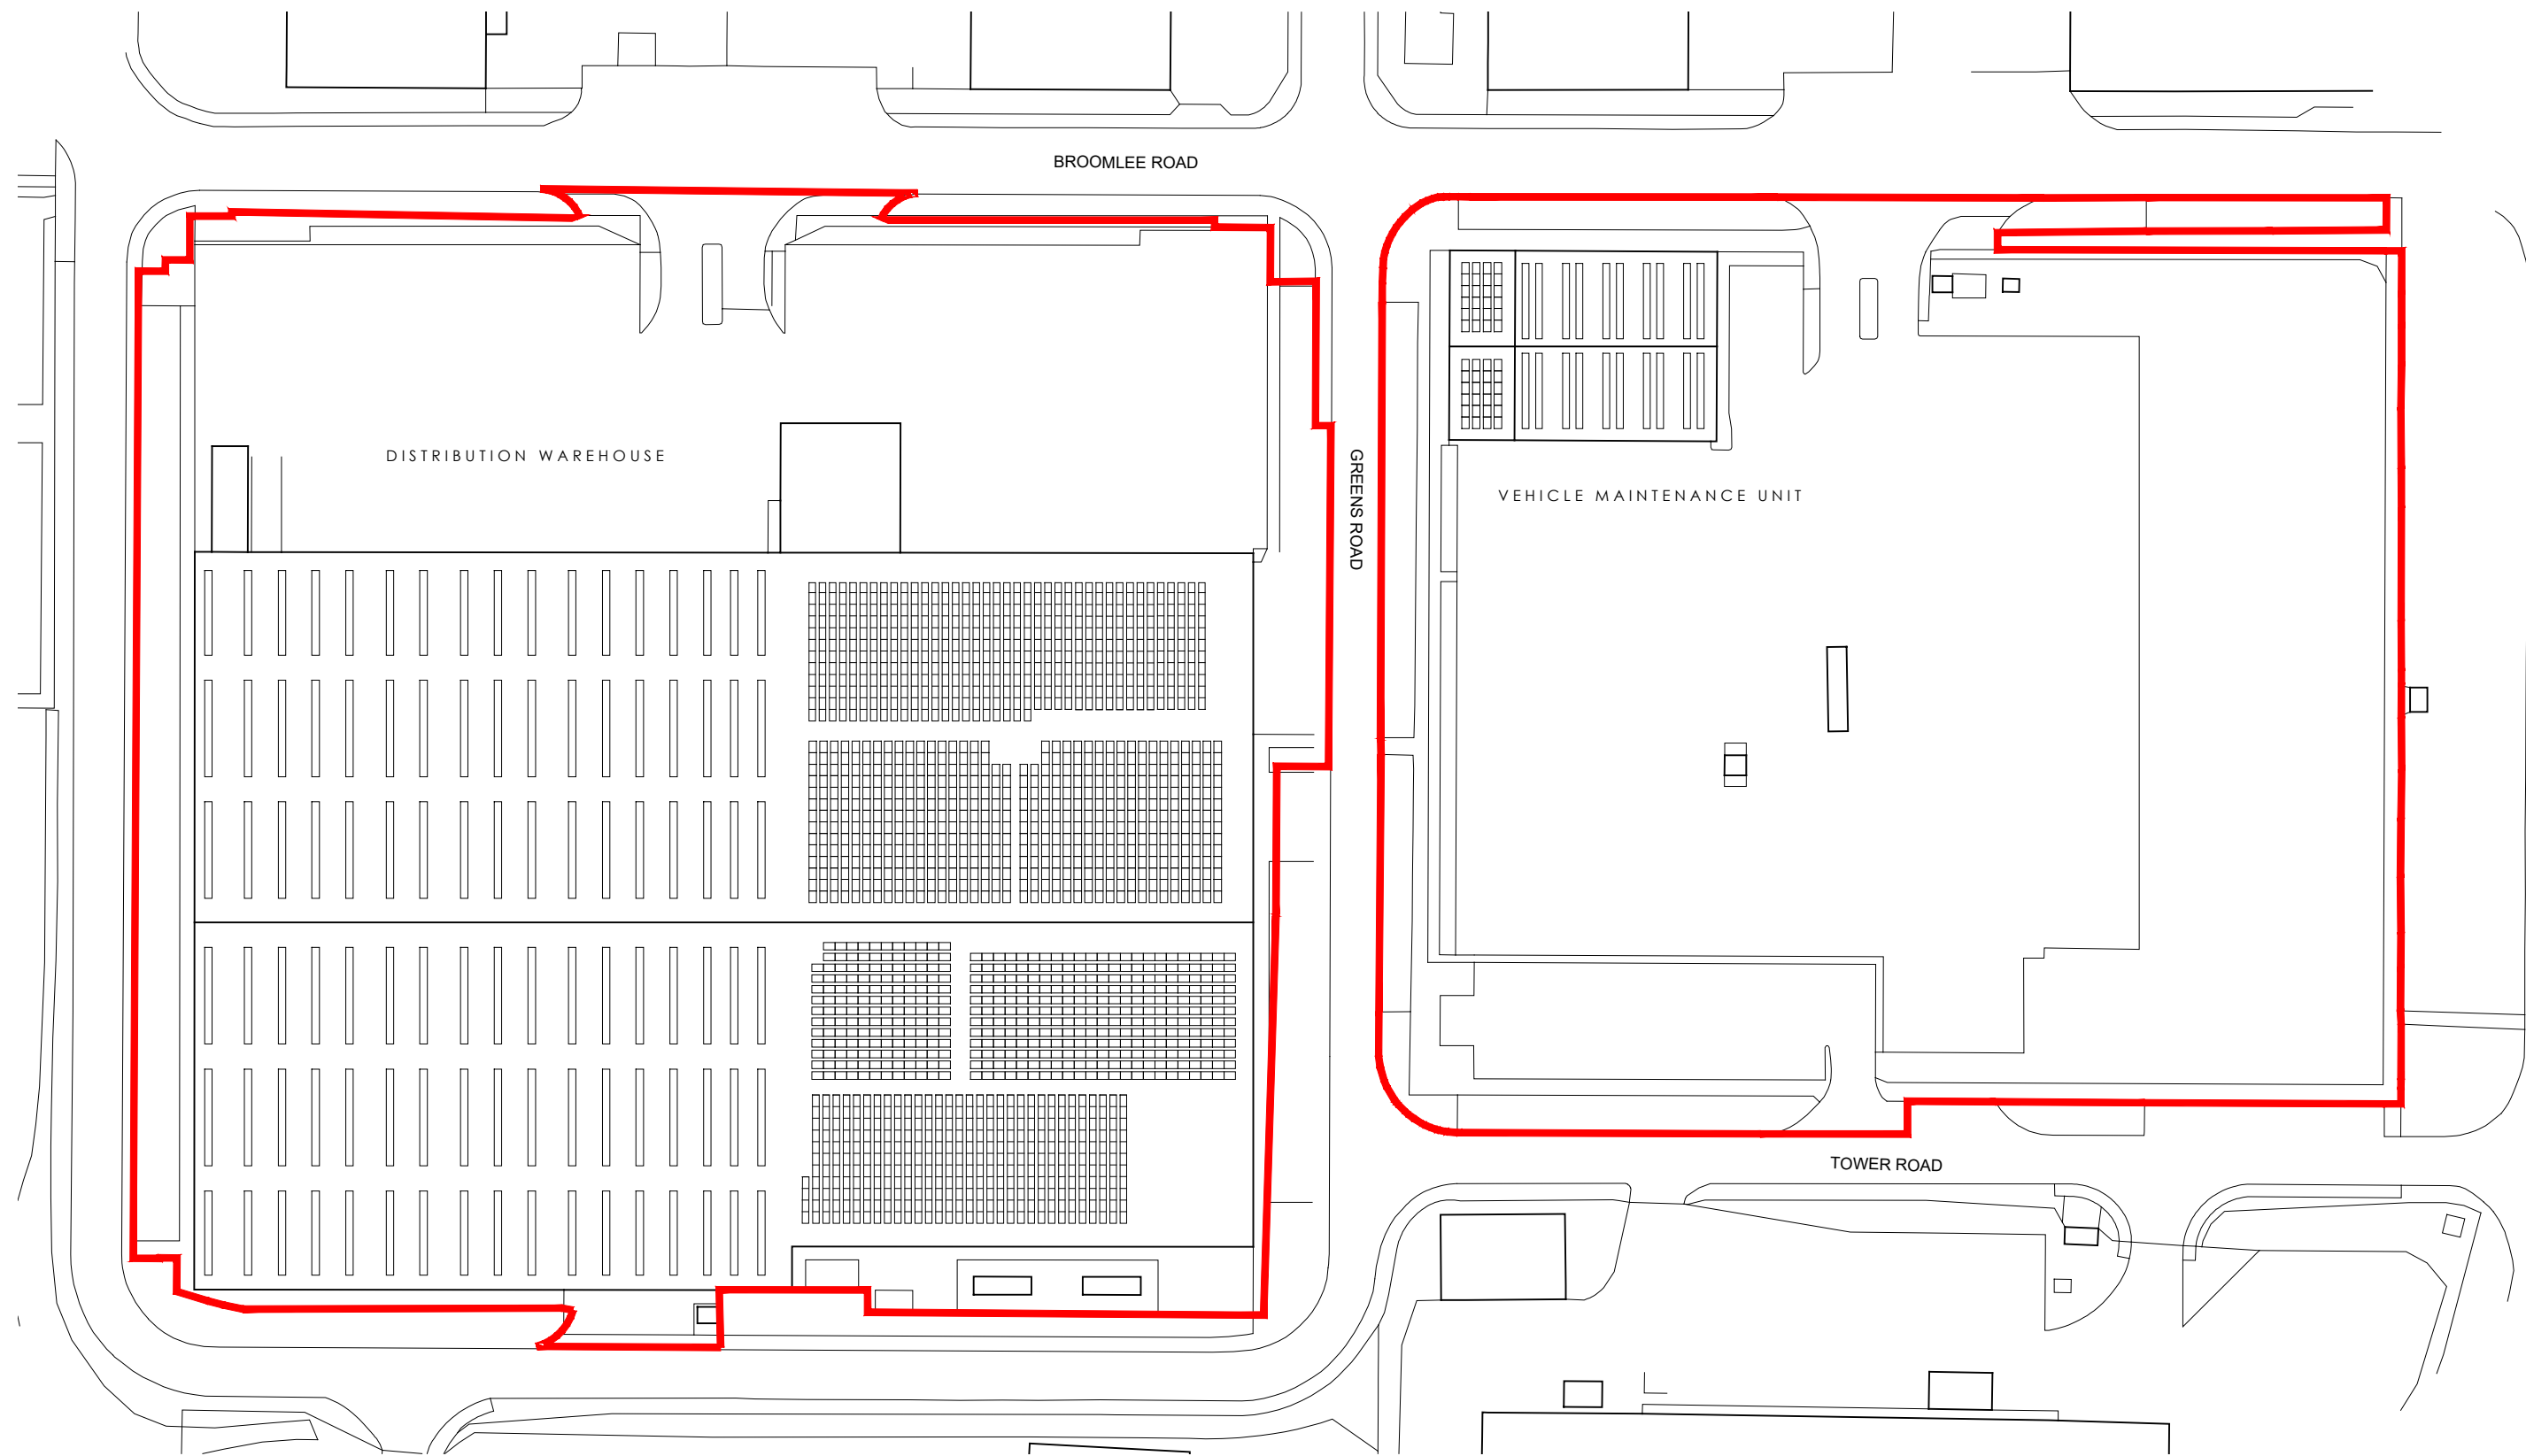 BROOMLEE ROAD
DISTRIBUTION WAREHOUSE
GREENS ROAD
VEHICLE MAINTENANCE UNIT
TOWER ROAD